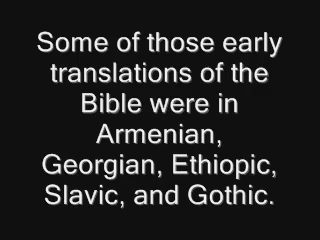 Some of those early
translations of the
Bible were in
Armenian,
Georgian, Ethiopic,
Slavic, and Gothic.